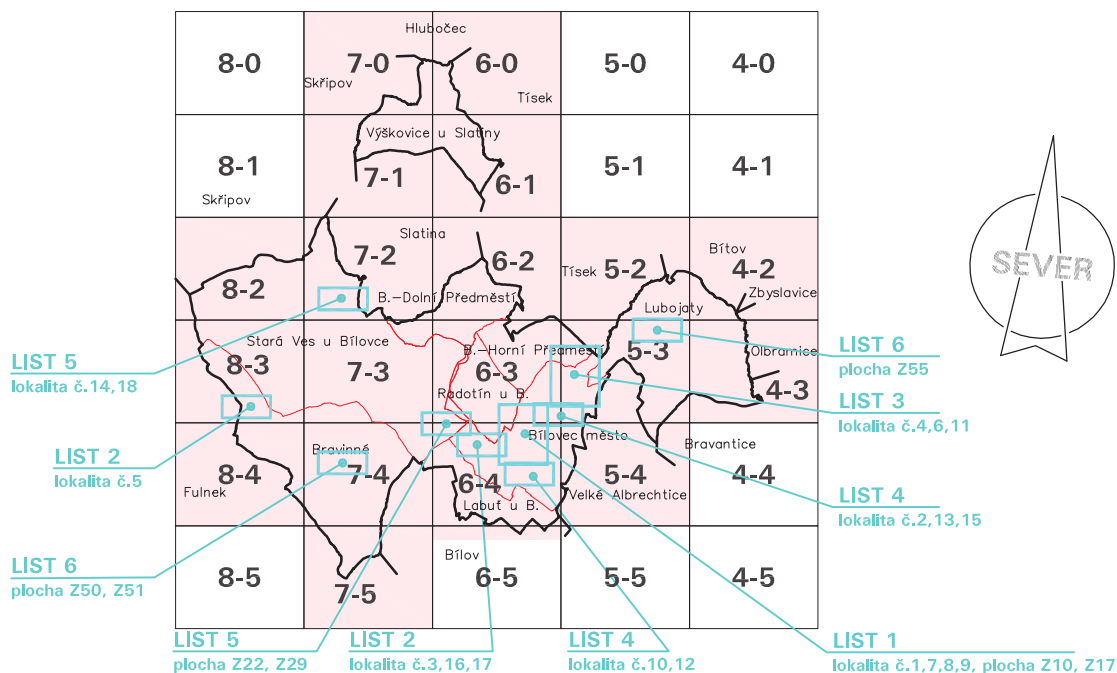 Hlubočec
8-0
7-0
6-0
5-0
4-0
Skřipov
Tísek
Výškovice u Slatiny
8-1
7-1
6-1
5-1
4-1
Skřipov
Slatina
Bítov
7-2
6-2
Tísek
5-2
4-2
8-2
Zbyslavice
B.-Dolní Předměstí
Lubojaty
SEVER
Stará Ves u Bílovce
B.-Horní Předměstí
5-3
Olbramice
8-3
7-3
6-3
4-3
Radotín u B.
LIST 5
lokalita č.14,18
LIST 6
plocha Z55
LIST 3
lokalita č.4,6,11
Bílovec město
Bravinné
Bravantice
LIST 2
lokalita č.5
8-4
7-4
6-4
5-4
4-4
Fulnek
Velké Albrechtice
Labuť u B.
LIST 4
lokalita č.2,13,15
Bílov
LIST 6
plocha Z50, Z51
8-5
7-5
6-5
5-5
4-5
LIST 5
plocha Z22, Z29
LIST 2
lokalita č.3,16,17
LIST 4
lokalita č.10,12
LIST 1
lokalita č.1,7,8,9, plocha Z10, Z17